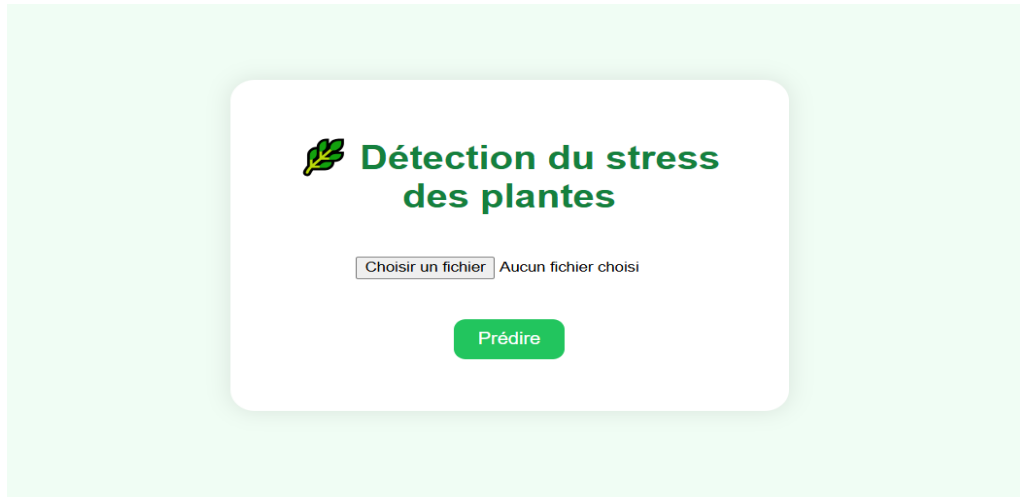 Détection du stress
des plantes
Choisir un fichier Aucun fichier choisi
Prédire